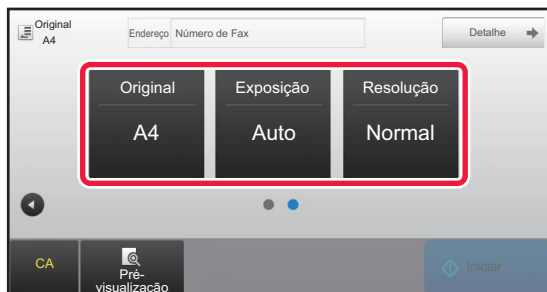 Original
A4
Endereço Número de Fax
Detalhe
Original Exposição Resolução
A4 Auto Normal
CA
Pré-
visualização
Iniciar